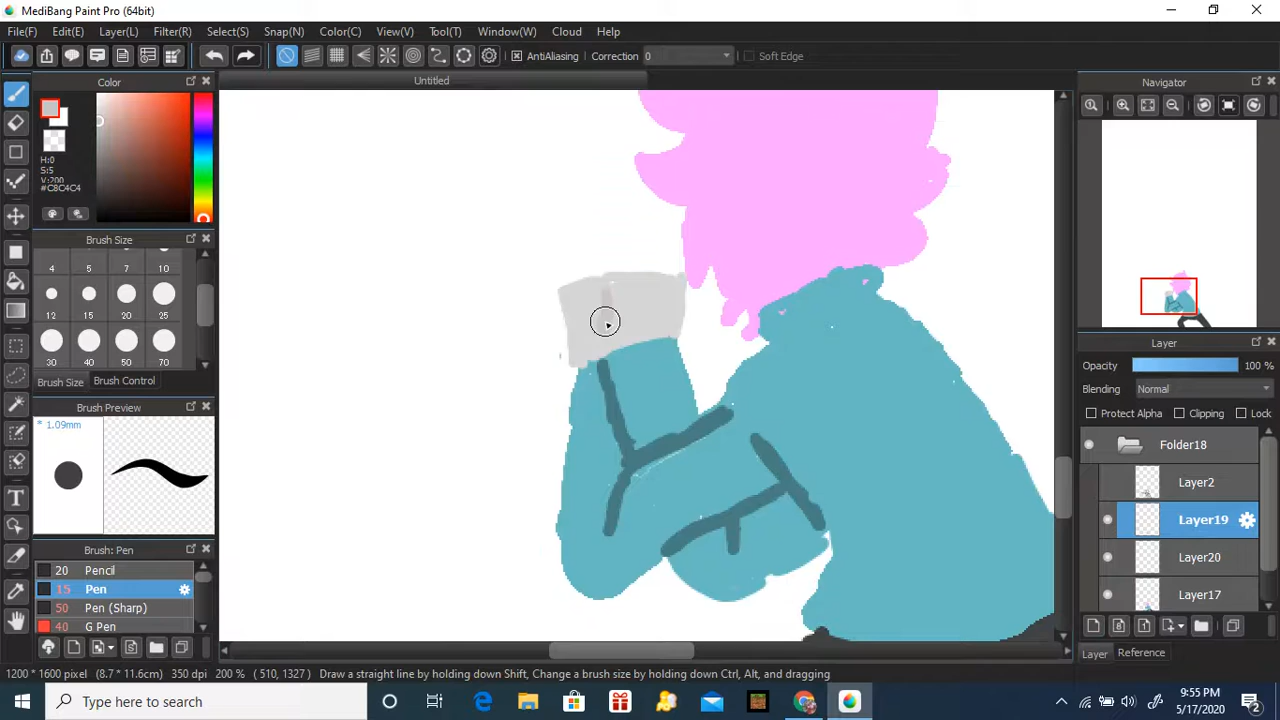 MediBang Paint Pro (64bit)
File(F) Edit(E) Layer(L) Filter(R) Select(S) Snap(N) Color(C) View(V) Tool(T) Window(W) Cloud Help
AntiAliasing Correction 0 Soft Edge
Color
Untitled
Navigator
H:0
S:5
V:200
#C8C4C4
Brush Size
4 5 7 10
12 15 20 25
30 40 50 70
Brush Size Brush Control
Brush Preview
* 1.09mm
Brush: Pen
20 Pencil
15 Pen
50 Pen (Sharp)
40 G Pen
Layer
Opacity 100 %
Blending Normal
Protect Alpha Clipping Lock
Folder18
Layer2
Layer19
Layer20
Layer17
Layer Reference
1200 * 1600 pixel (8.7 * 11.6cm) 350 dpi 200 % ( 510, 1327) Draw a straight line by holding down Shift, Change a brush size by holding down Ctrl, Alt, and dragging
Type here to search
9:55 PM
5/17/2020
2